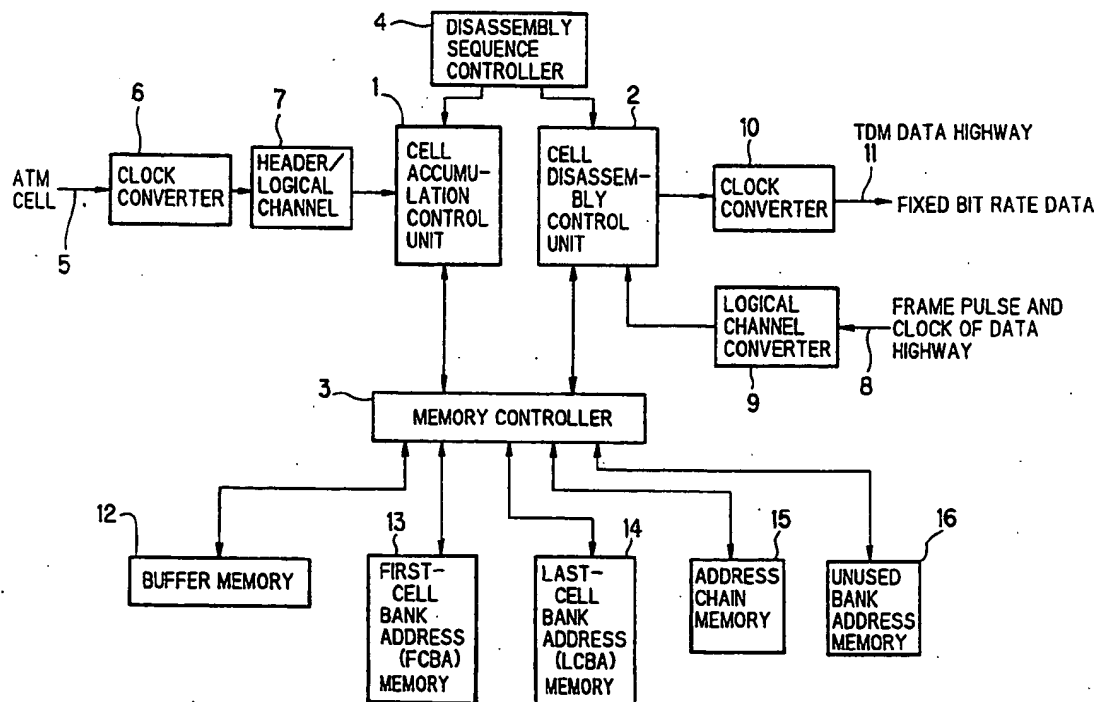 4
DISASSEMBLY
SEQUENCE
CONTROLLER
6
7
1
2
10
TDM DATA HIGHWAY
11
ATM
CELL
5
CLOCK
CONVERTER
HEADER/
LOGICAL
CHANNEL
CELL
ACCUMU-
LATION
CONTROL
UNIT
CELL
DISASSEM-
BLY
CONTROL
UNIT
CLOCK
CONVERTER
FIXED BIT RATE DATA
LOGICAL
CHANNEL
CONVERTER
9
FRAME PULSE AND
CLOCK OF DATA
HIGHWAY
8
3
MEMORY CONTROLLER
12
BUFFER MEMORY
13
FIRST-
CELL
BANK
ADDRESS
(FCBA)
MEMORY
14
LAST-
CELL
BANK
ADDRESS
(LCBA)
MEMORY
15
ADDRESS
CHAIN
MEMORY
16
UNUSED
BANK
ADDRESS
MEMORY